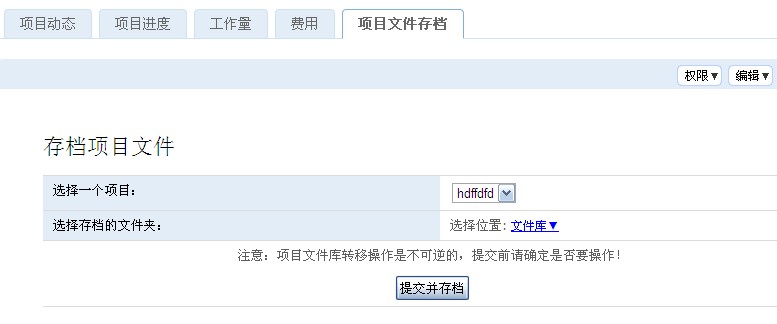 项目动态 项目进度 工作量 费用 项目文件存档
权限▼ 编辑▼
存档项目文件
选择一个项目: hdffdfd
选择存档的文件夹: 选择位置: 文件库▼
注意：项目文件库转移操作是不可逆的，提交前请确定是否要操作!
提交并存档